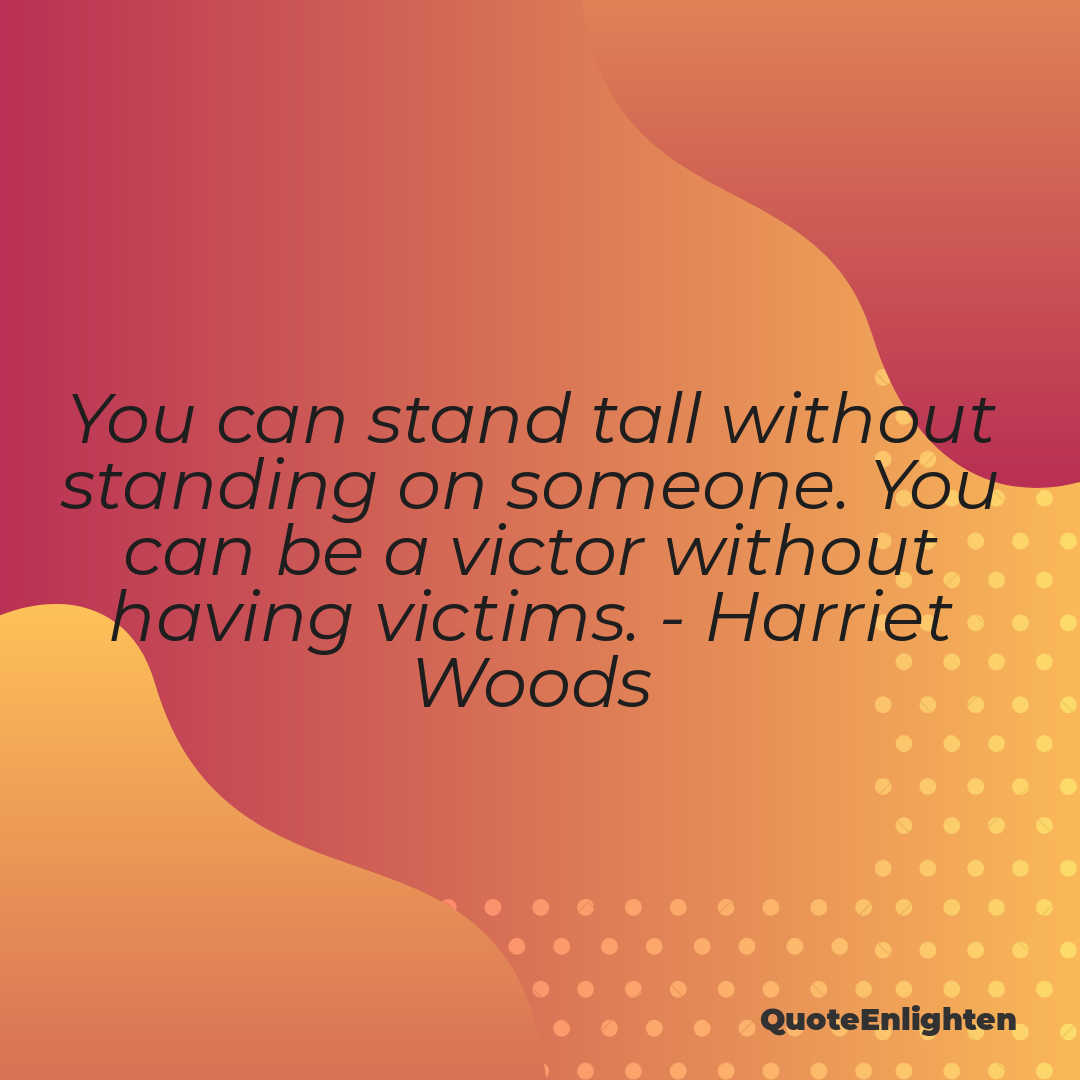 You can stand tall without
standing on someone. You
can be a victor without
having victims. - Harriet
Woods
QuoteEnlighten